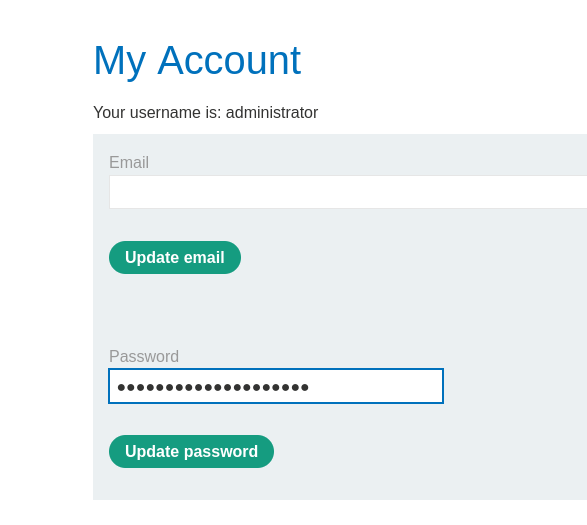 My Account
Your username is: administrator
Email
Update email
Password
••••••••••••••••••••
Update password